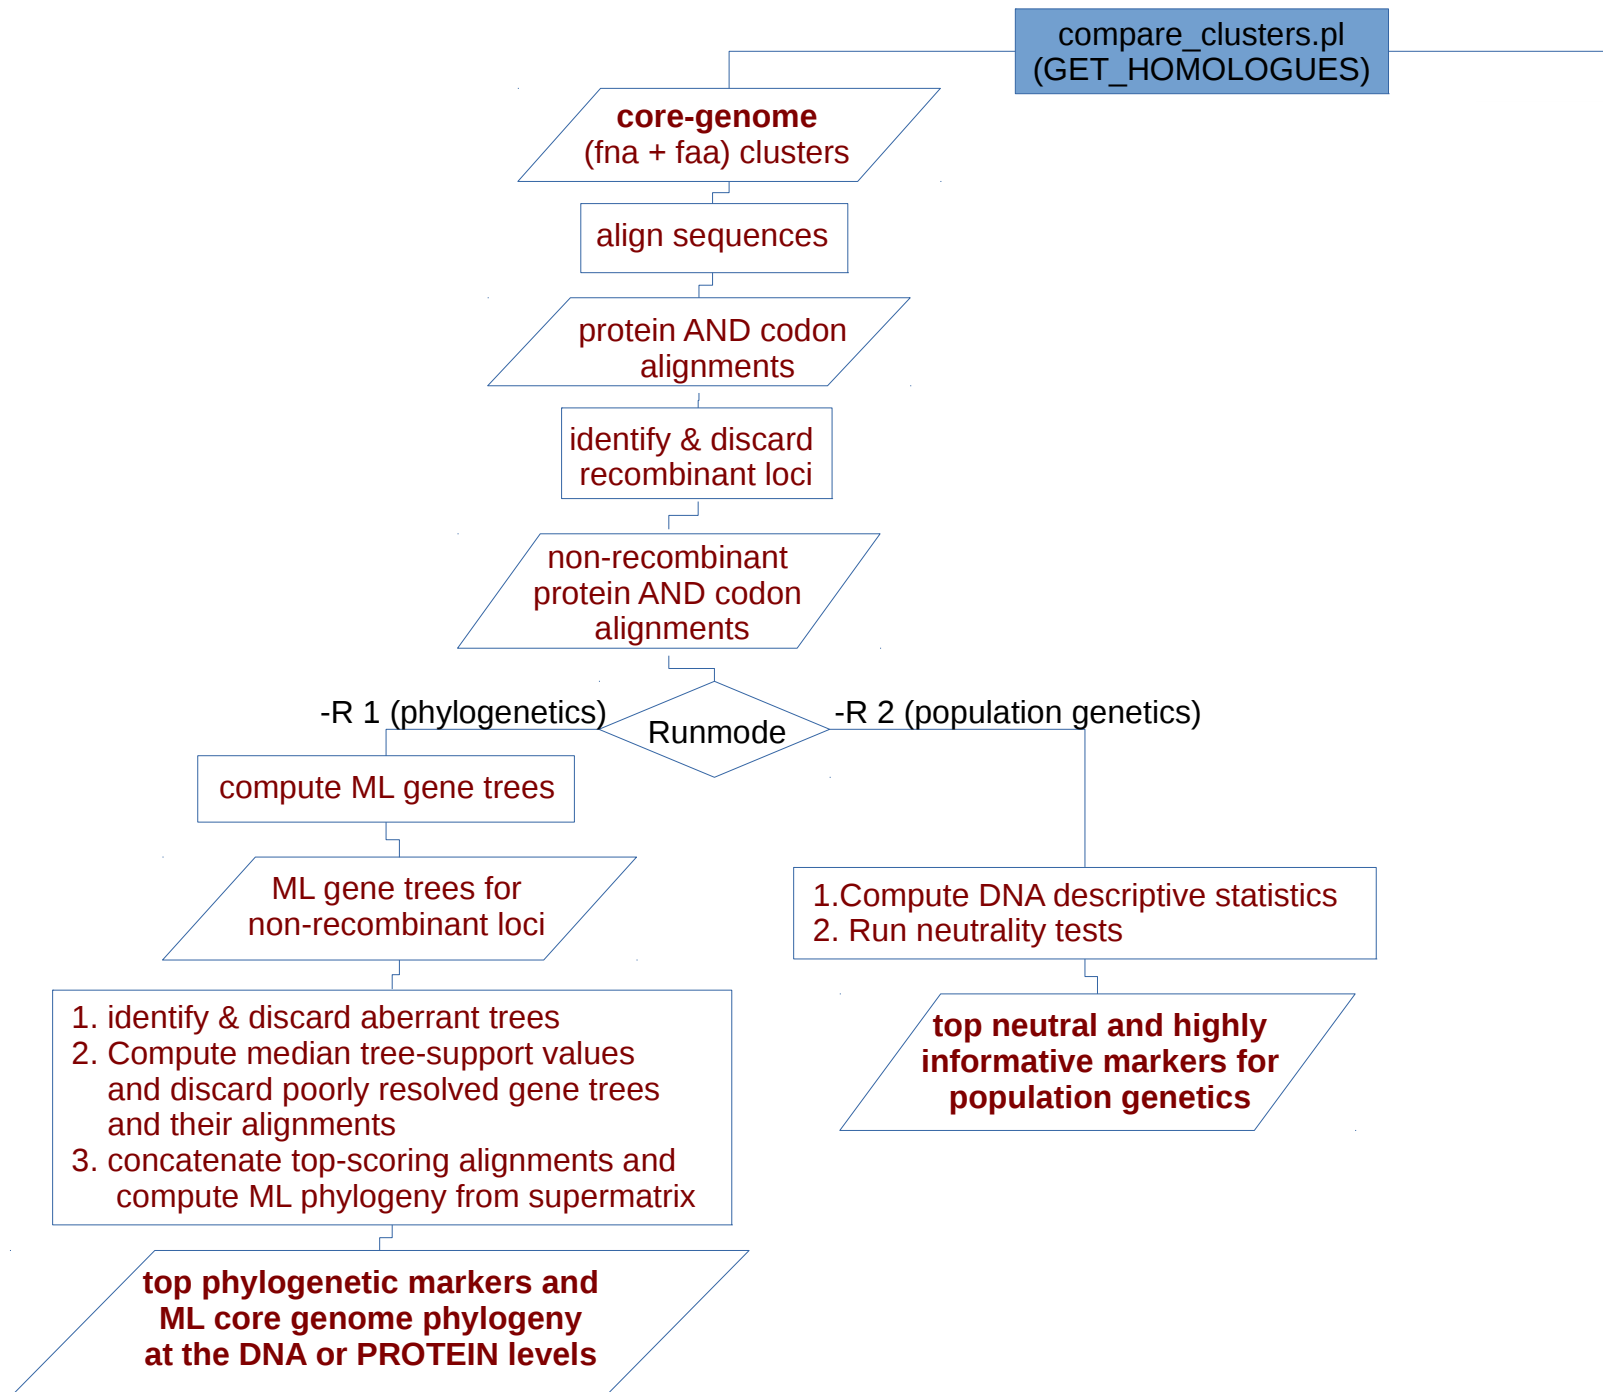 compare_clusters.pl
(GET_HOMOLOGUES)
core-genome
(fna + faa) clusters
align sequences
protein AND codon
alignments
identify & discard
recombinant loci
non-recombinant
protein AND codon
alignments
-R 1 (phylogenetics)
Runmode
-R 2 (population genetics)
compute ML gene trees
ML gene trees for
non-recombinant loci
1.Compute DNA descriptive statistics
2. Run neutrality tests
1. identify & discard aberrant trees
2. Compute median tree-support values
and discard poorly resolved gene trees
and their alignments
3. concatenate top-scoring alignments and
compute ML phylogeny from supermatrix
top neutral and highly
informative markers for
population genetics
top phylogenetic markers and
ML core genome phylogeny
at the DNA or PROTEIN levels